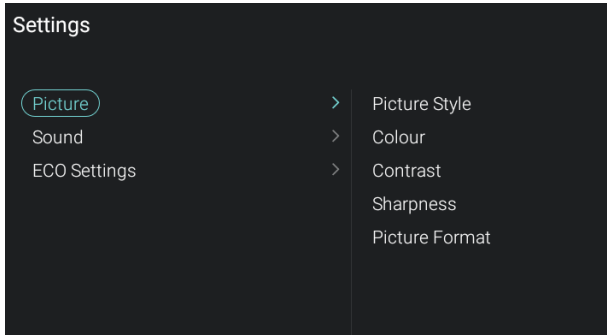 Settings
Picture
Sound
ECO Settings
Picture Style
Colour
Contrast
Sharpness
Picture Format